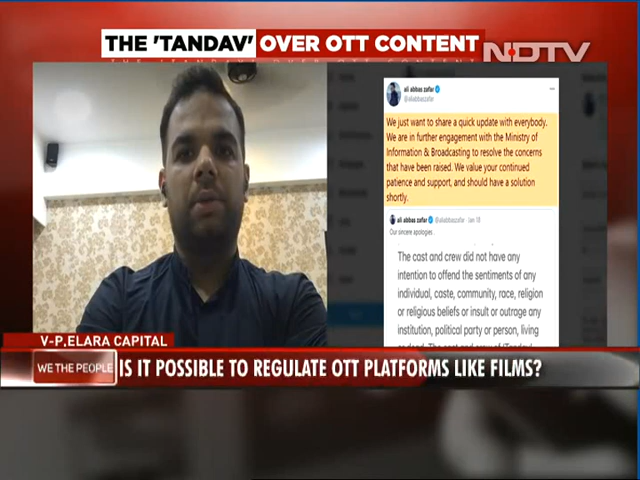 THE 'TANDAV' OVER OTT CONTENT
THE 'TANDAV' OVER OTT CONTENT
NDTV
ali abbas zafar
@aliabbaszafar
We just want to share a quick update with everybody.
We are in further engagement with the Ministry of
Information & Broadcasting to resolve the concerns
that have been raised. We value your continued
patience and support, and should have a solution
shortly.
ali abbas zafar @aliabbaszafar · Jan 18
Our sincere apologies.
The cast and crew did not have any
intention to offend the sentiments of any
individual, caste, community, race, religion
or religious beliefs or insult or outrage any
institution, political party or person, living
V-P,ELARA CAPITAL
WE THE PEOPLE
IS IT POSSIBLE TO REGULATE OTT PLATFORMS LIKE FILMS?